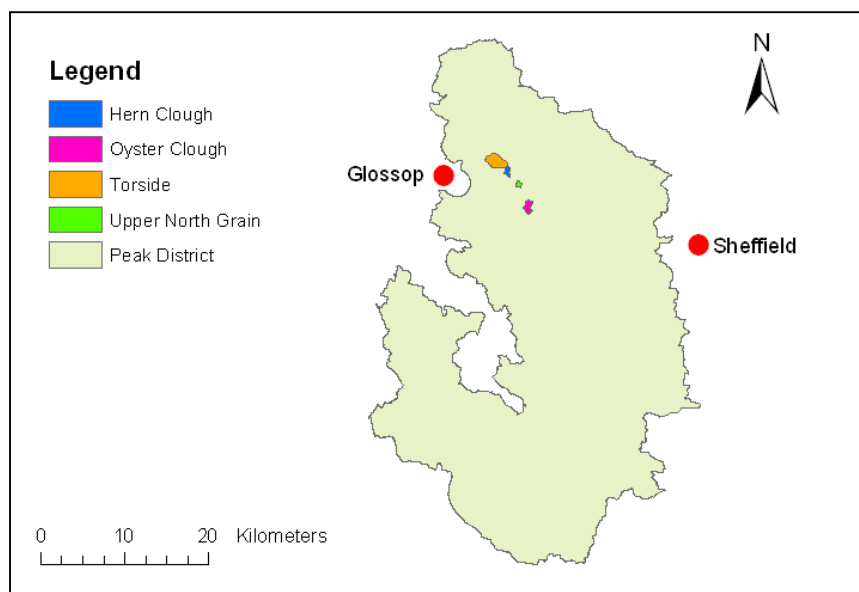 N
Legend
Hern Clough
Oyster Clough
Torside
Upper North Grain
Peak District
Glossop
Sheffield
0 10 20 Kilometers